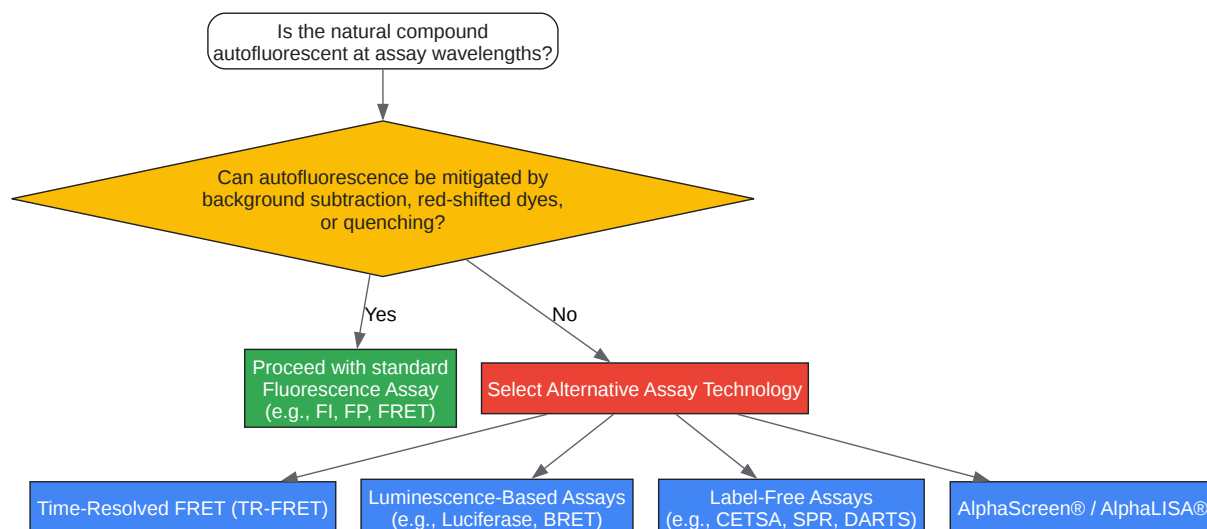 Is the natural compound
autofluorescent at assay wavelengths?
Can autofluorescence be mitigated by
background subtraction, red-shifted dyes,
or quenching?
Yes
No
Proceed with standard
Fluorescence Assay
(e.g., FI, FP, FRET)
Select Alternative Assay Technology
Time-Resolved FRET (TR-FRET)
Luminescence-Based Assays
(e.g., Luciferase, BRET)
Label-Free Assays
(e.g., CETSA, SPR, DARTS)
AlphaScreen® / AlphaLISA®